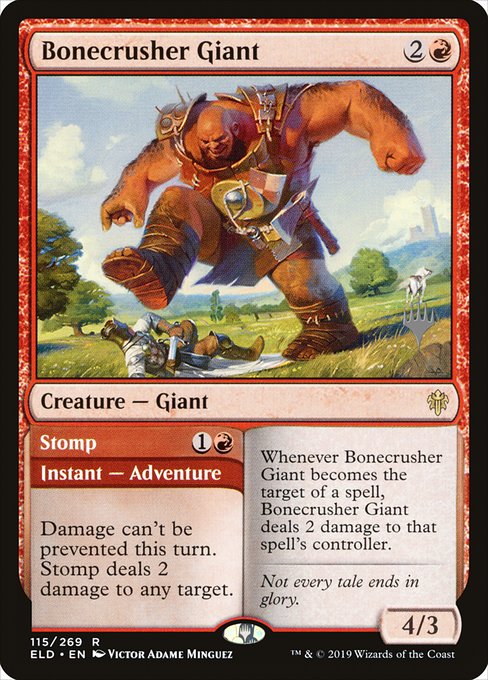 Bonecrusher Giant 2
Creature — Giant
Stomp 1
Instant — Adventure
Damage can't be
prevented this turn.
Stomp deals 2
damage to any target.
Whenever Bonecrusher
Giant becomes the
target of a spell,
Bonecrusher Giant
deals 2 damage to that
spell's controller.
Not every tale ends in
glory.
4/3
115/269 R
ELD • EN Victor Adame Minguez
™ & © 2019 Wizards of the Coast